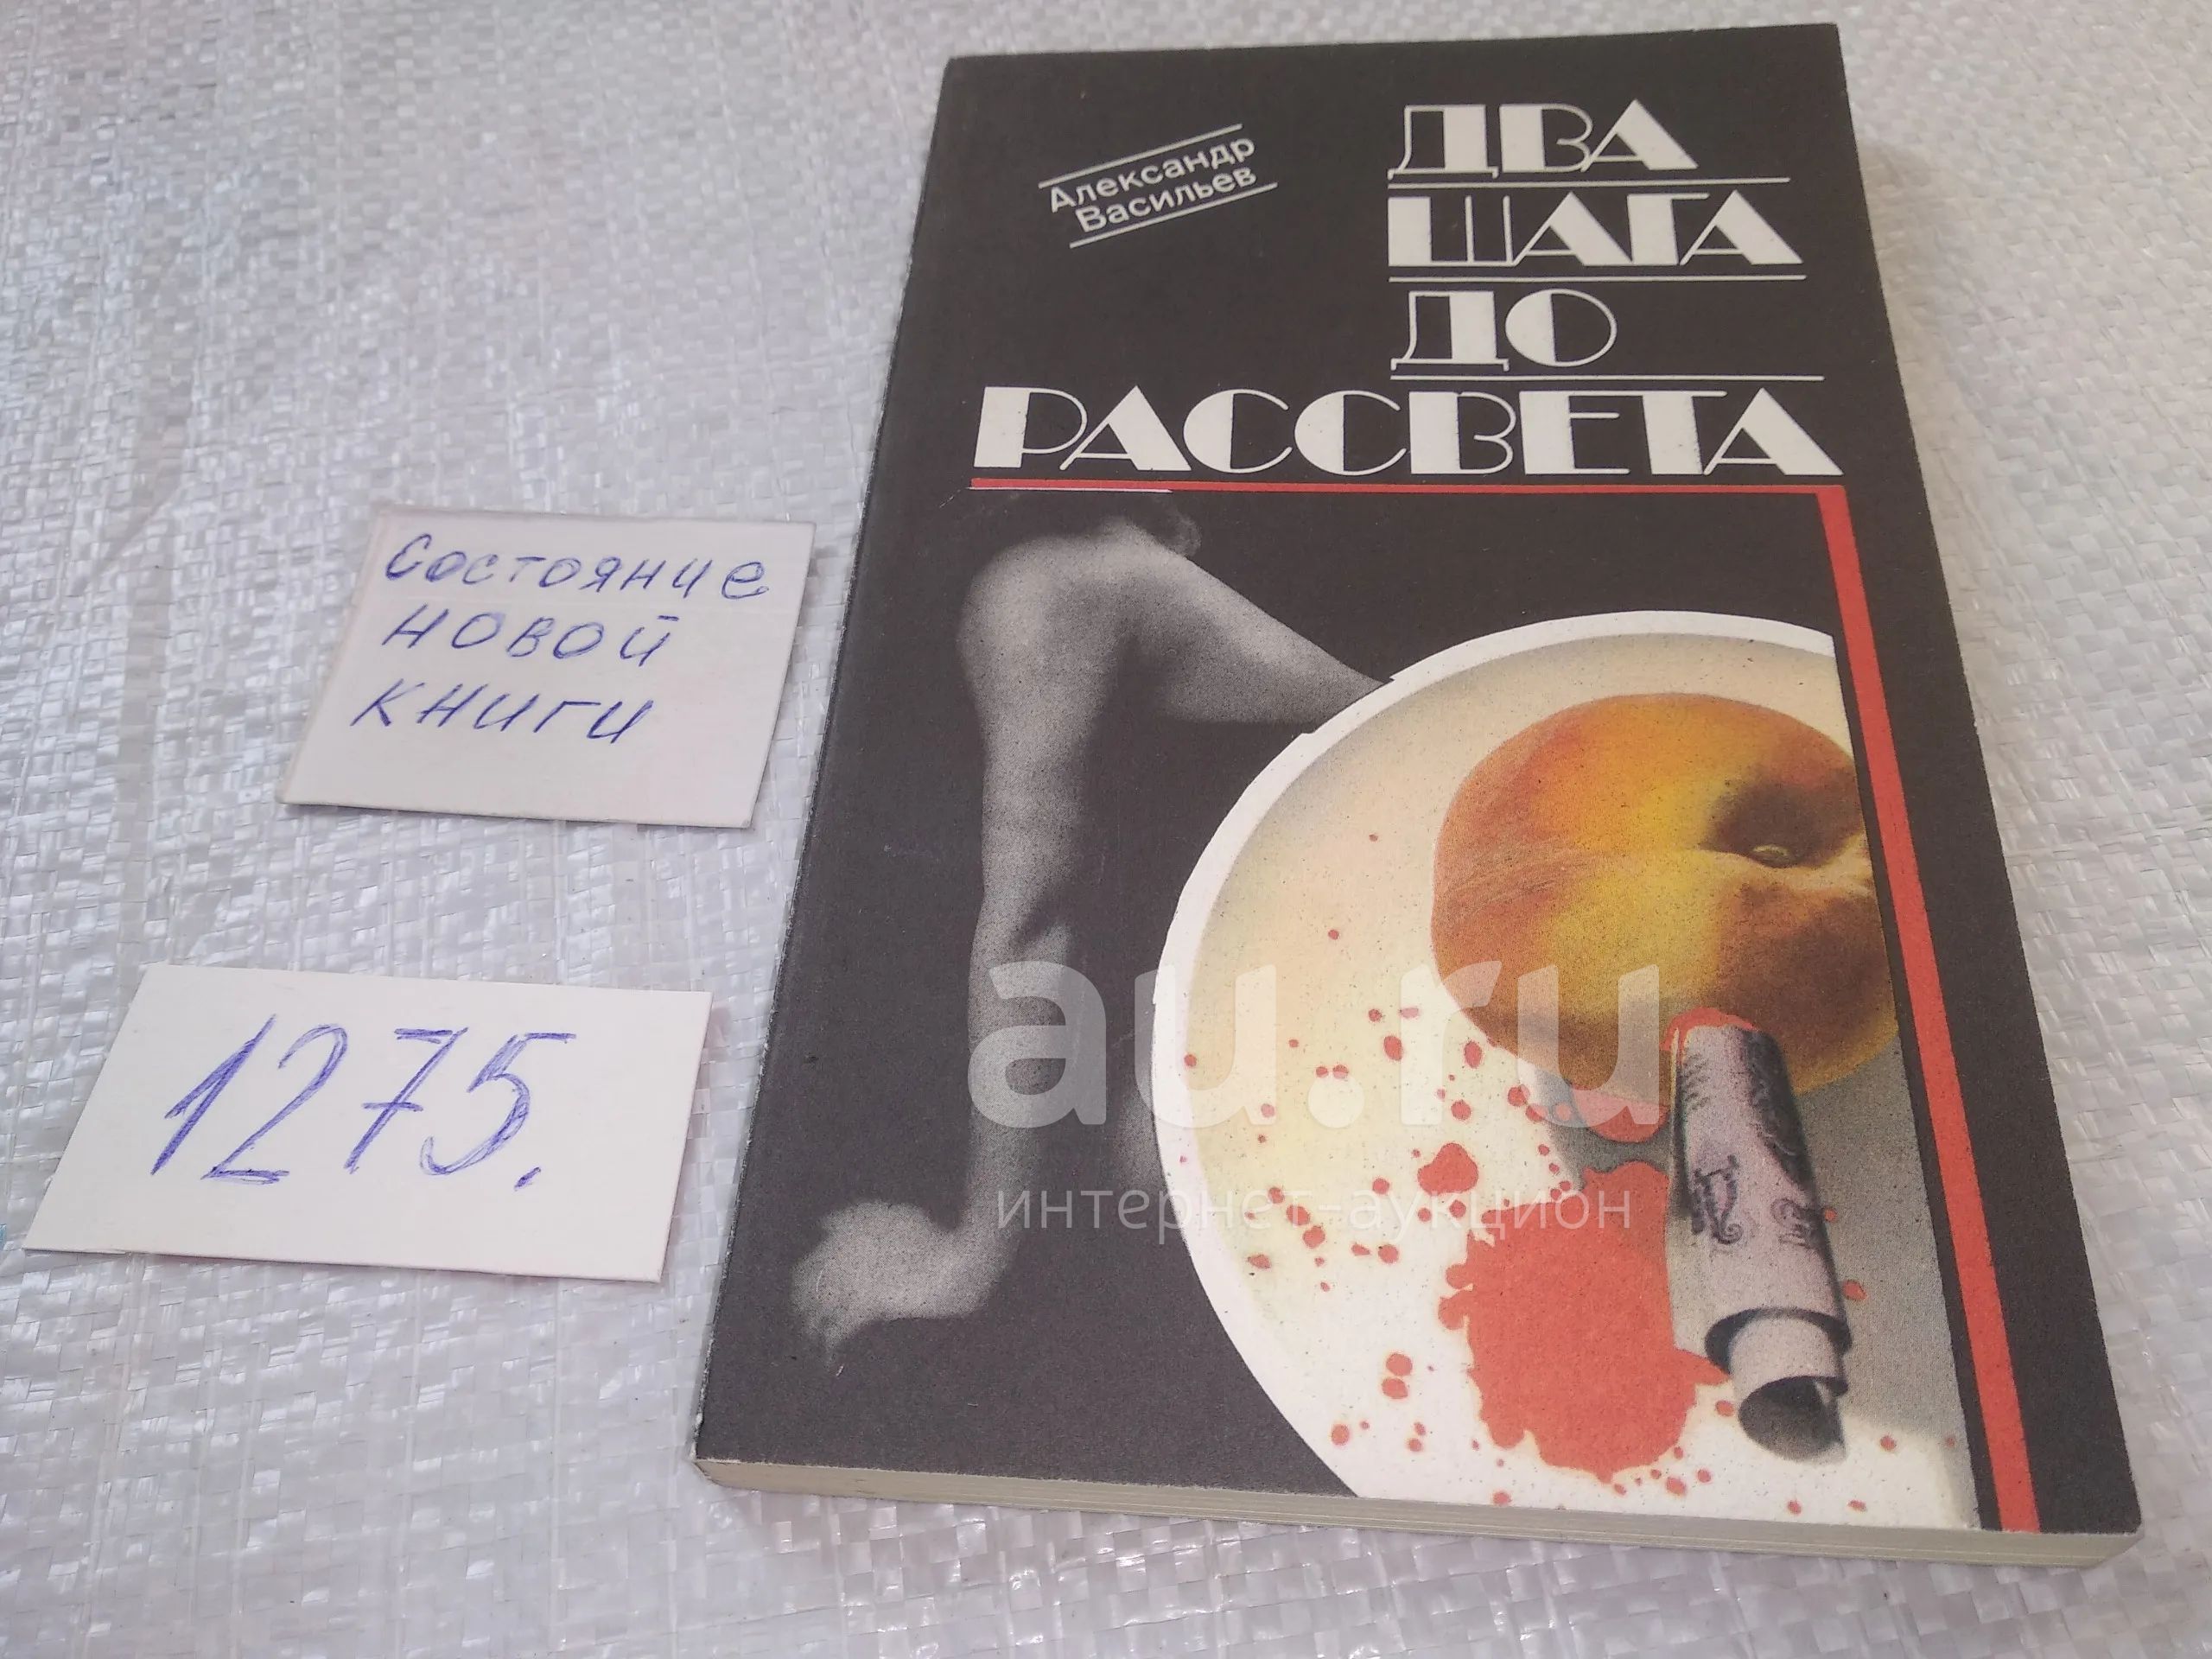 Александр
Васильев
ДВА
ШАГА
ДО
РАССВЕТА
Состояние
новой
книги
1275.
au.ru
интернет-аукцион